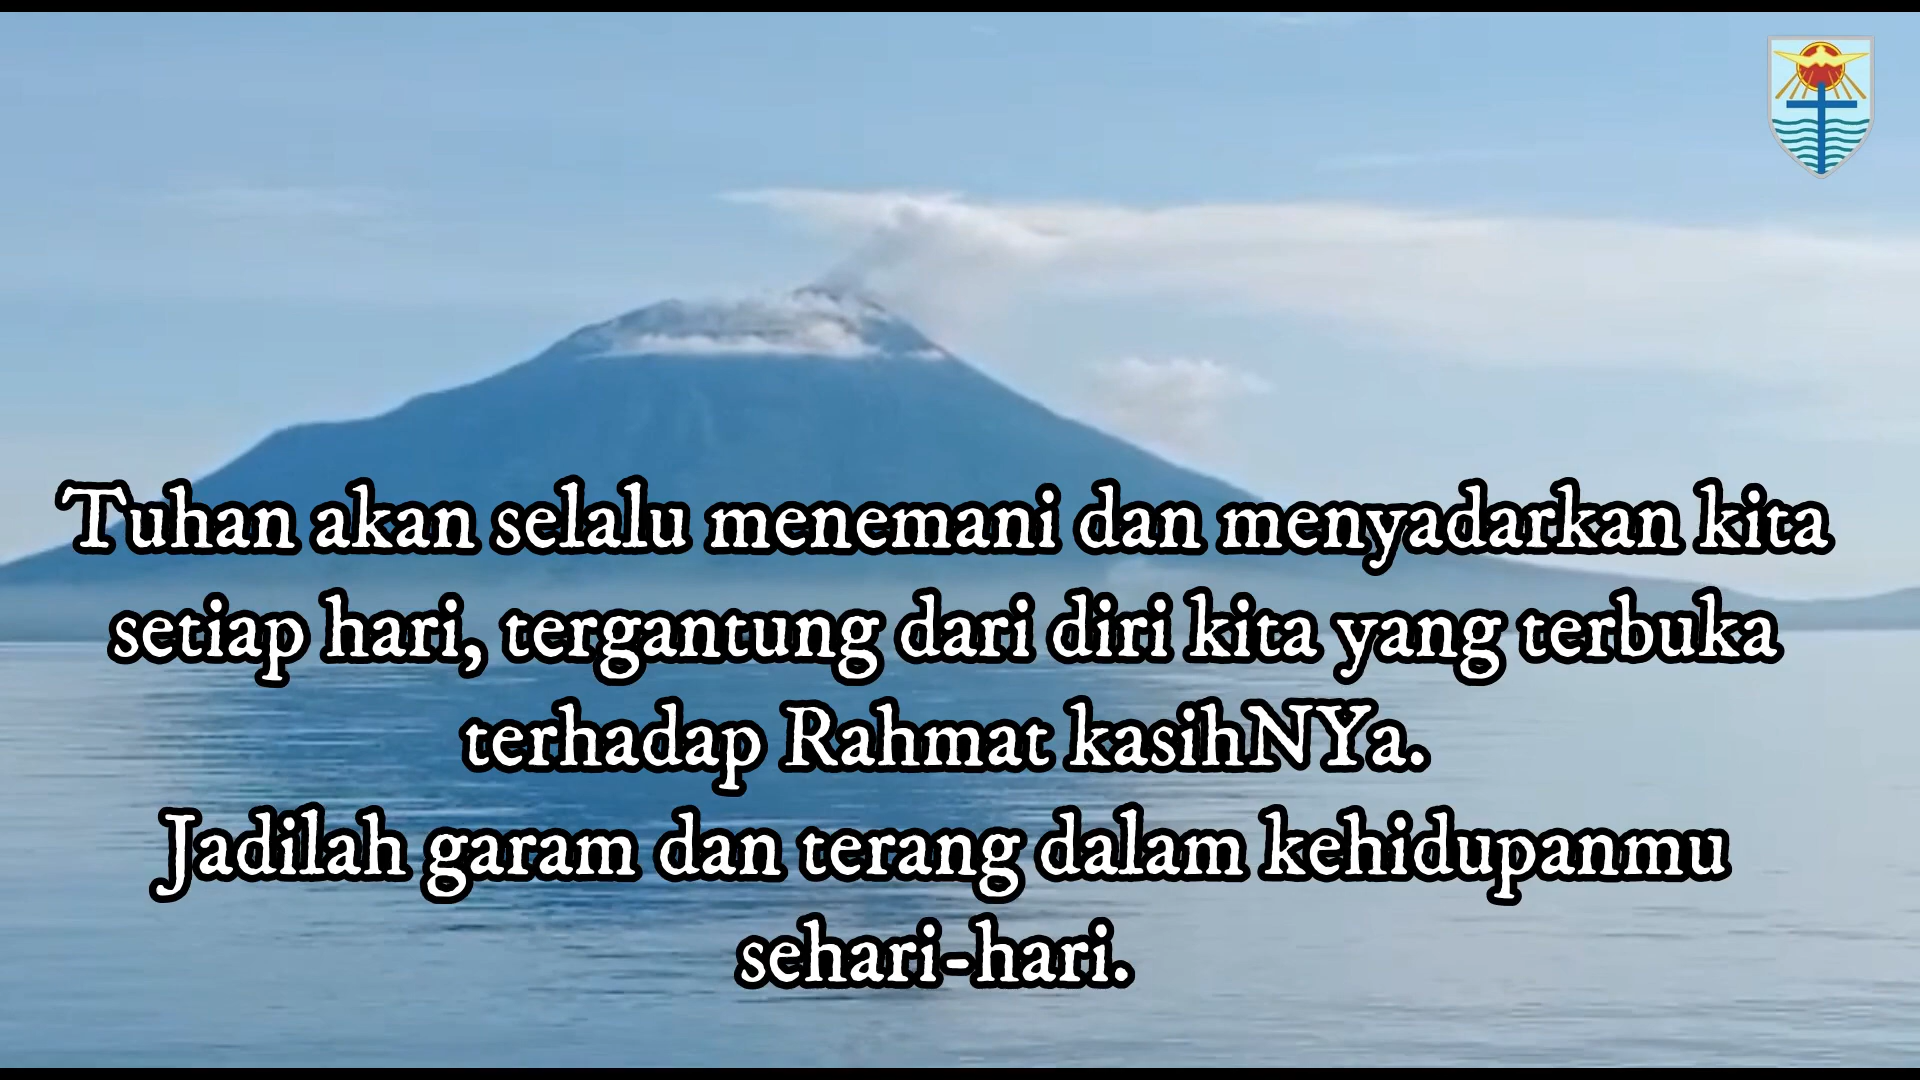 Tuhan akan selalu menemani dan menyadarkan kita
setiap hari, tergantung dari diri kita yang terbuka
terhadap Rahmat kasihNYa.
Jadilah garam dan terang dalam kehidupanmu
sehari-hari.